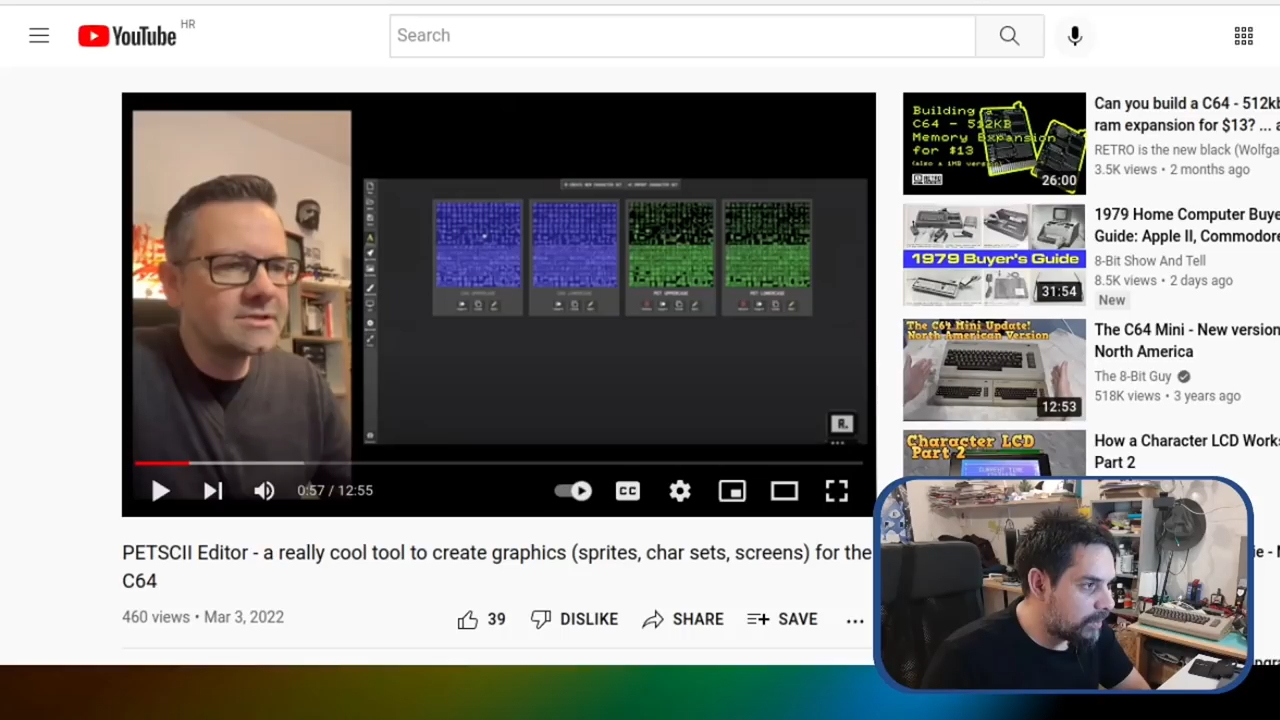 YouTube
HR
Search
0:57 / 12:55
CC
PETSCII Editor - a really cool tool to create graphics (sprites, char sets, screens) for the
C64
460 views • Mar 3, 2022
39
DISLIKE
SHARE
SAVE
Building a
C64 - 512KB
Memory Expansion
for $13
26:00
Can you build a C64 - 512kb
ram expansion for $13? ... a
RETRO is the new black (Wolfga
3.5K views • 2 months ago
1979 Buyer's Guide
31:54
1979 Home Computer Buye
Guide: Apple II, Commodore
8-Bit Show And Tell
8.5K views • 2 days ago
New
The C64 Mini Update!
North American Version
12:53
The C64 Mini - New version
North America
The 8-Bit Guy
518K views • 3 years ago
Character LCD
Part 2
How a Character LCD Works
Part 2